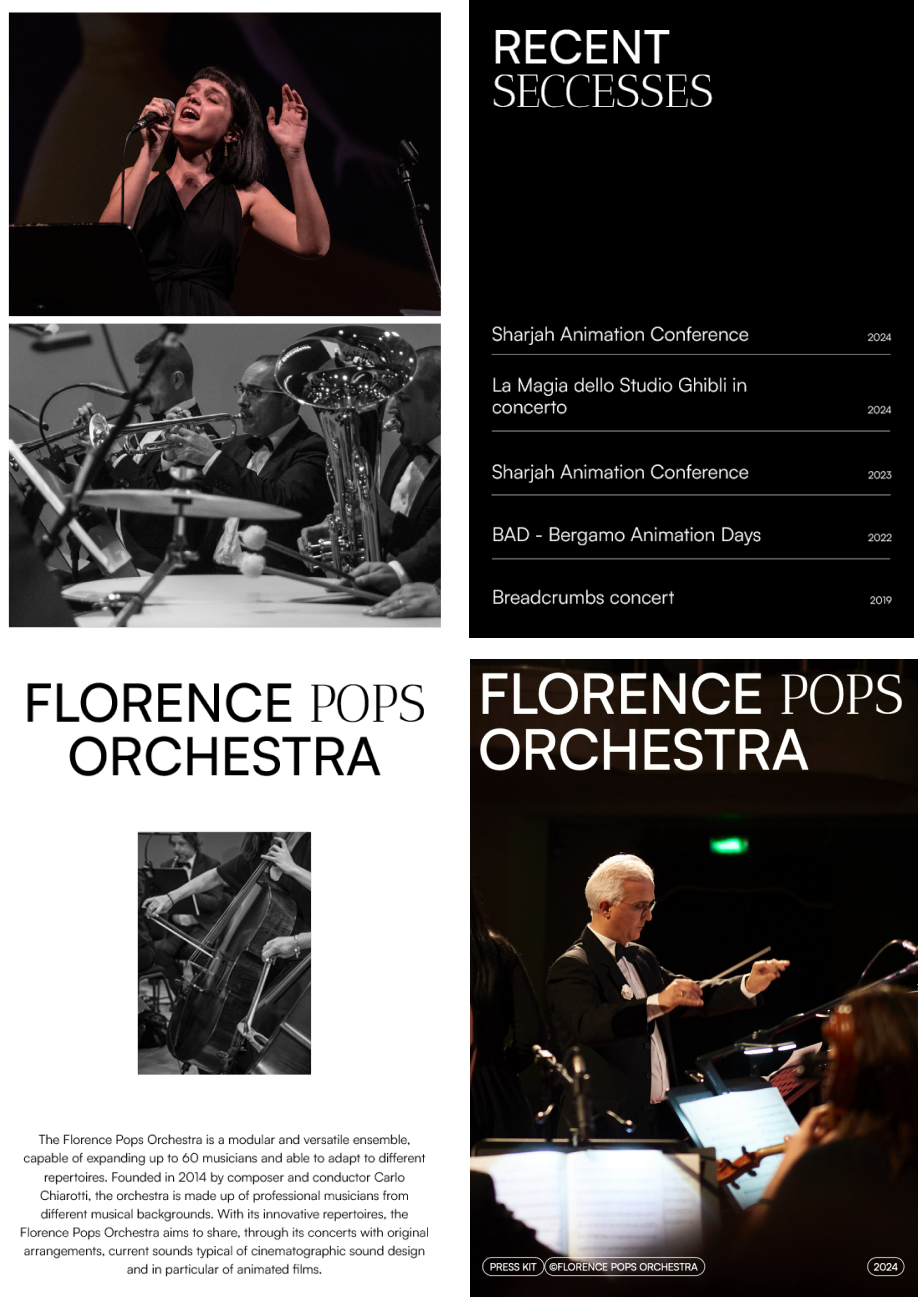 RECENT
SECCESSES
Sharjah Animation Conference 2024
La Magia dello Studio Ghibli in
concerto 2024
Sharjah Animation Conference 2023
BAD - Bergamo Animation Days 2022
Breadcrumbs concert 2019
FLORENCE POPS
ORCHESTRA
The Florence Pops Orchestra is a modular and versatile ensemble,
capable of expanding up to 60 musicians and able to adapt to different
repertoires. Founded in 2014 by composer and conductor Carlo
Chiarotti, the orchestra is made up of professional musicians from
different musical backgrounds. With its innovative repertoires, the
Florence Pops Orchestra aims to share, through its concerts with original
arrangements, current sounds typical of cinematographic sound design
and in particular of animated films.
FLORENCE POPS
ORCHESTRA
PRESS KIT ©FLORENCE POPS ORCHESTRA 2024